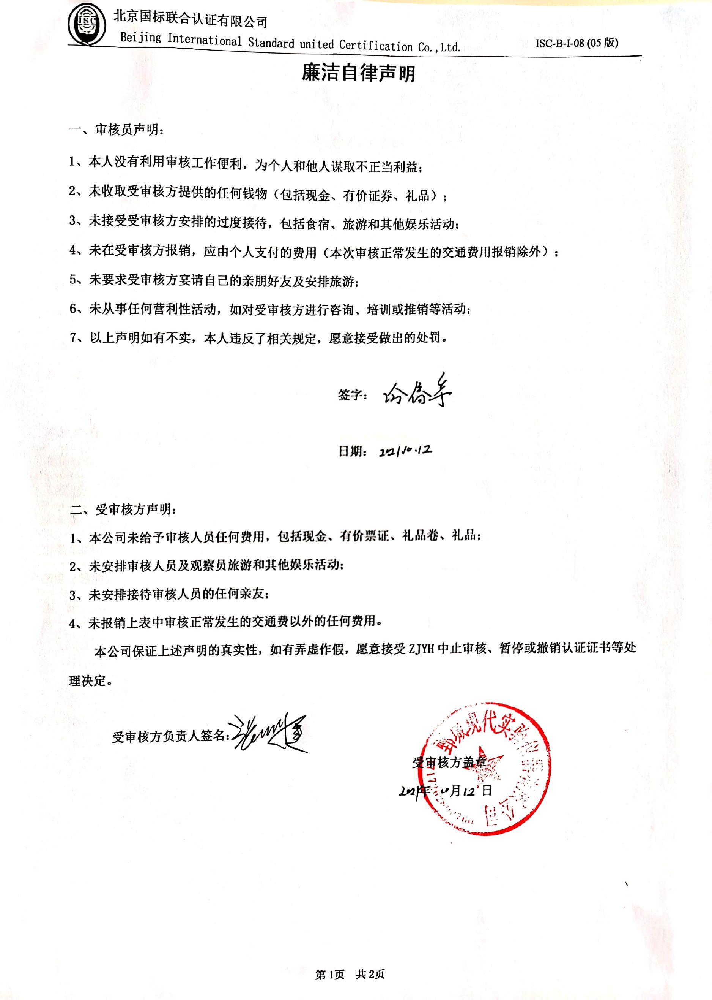 ISC
北京国标联合认证有限公司
Beijing International Standard united Certification Co.,Ltd.
ISC-B-I-08 (05 版)
廉洁自律声明
一、审核员声明：
1、本人没有利用审核工作便利，为个人和他人谋取不正当利益；
2、未收取受审核方提供的任何钱物（包括现金、有价证券、礼品）；
3、未接受受审核方安排的过度接待，包括食宿、旅游和其他娱乐活动；
4、未在受审核方报销，应由个人支付的费用（本次审核正常发生的交通费用报销除外）；
5、未要求受审核方宴请自己的亲朋好友及安排旅游；
6、未从事任何营利性活动，如对受审核方进行咨询、培训或推销等活动；
7、以上声明如有不实，本人违反了相关规定，愿意接受做出的处罚。
签字：
日期： 2021.10.12
二、受审核方声明：
1、本公司未给予审核人员任何费用，包括现金、有价票证、礼品卷、礼品；
2、未安排审核人员及观察员旅游和其他娱乐活动；
3、未安排接待审核人员的任何亲友；
4、未报销上表中审核正常发生的交通费以外的任何费用。
本公司保证上述声明的真实性，如有弄虚作假，愿意接受 ZJYH 中止审核、暂停或撤销认证证书等处
理决定。
受审核方负责人签名：
现代实验
公司
受审核方盖章
2021年 10月12 日
第1页 共2页